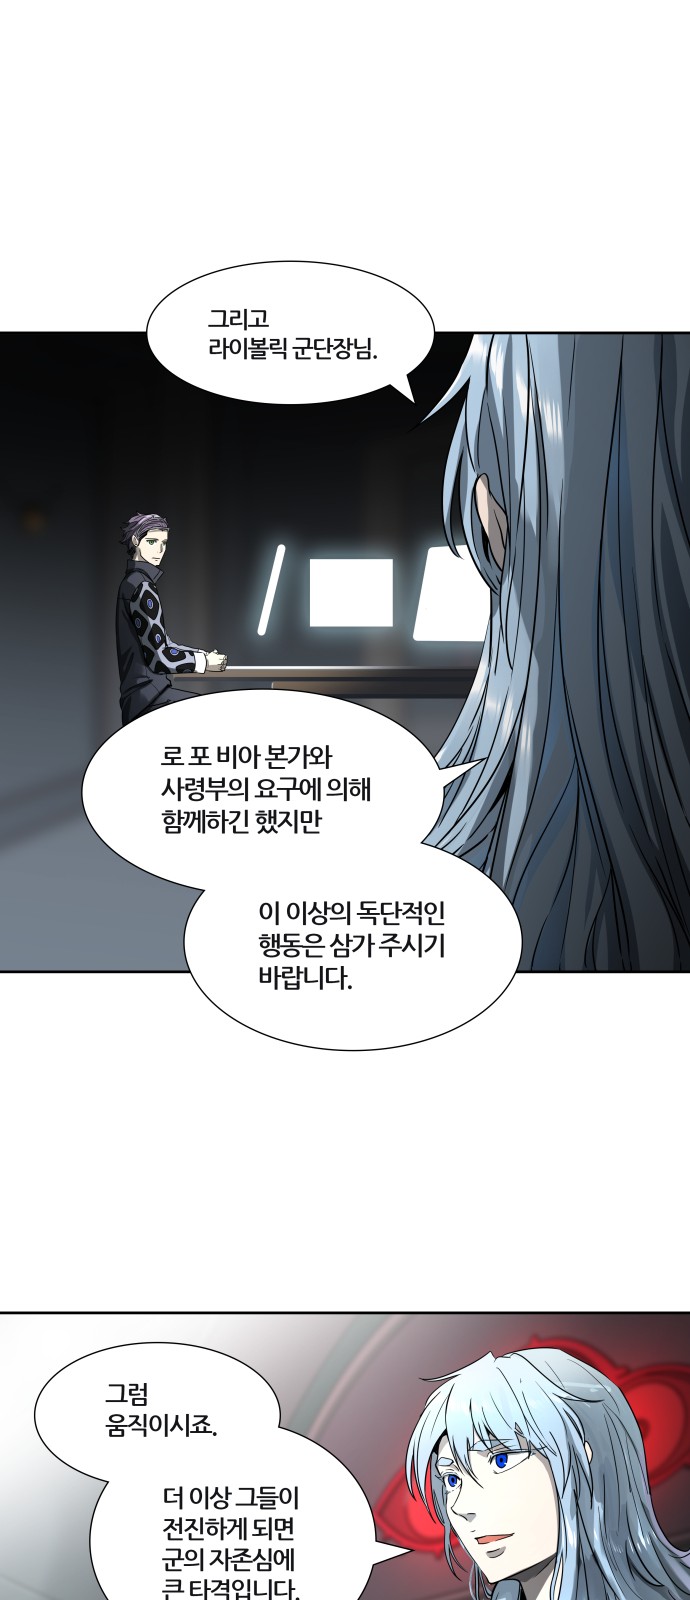 그리고
라이볼릭 군단장님.
로 포 비아 본가와
사령부의 요구에 의해
함께하긴 했지만
이 이상의 독단적인
행동은 삼가 주시기
바랍니다.
그럼
움직이시죠.
더 이상 그들이
전진하게 되면
군의 자존심에
큰 타격입니다.